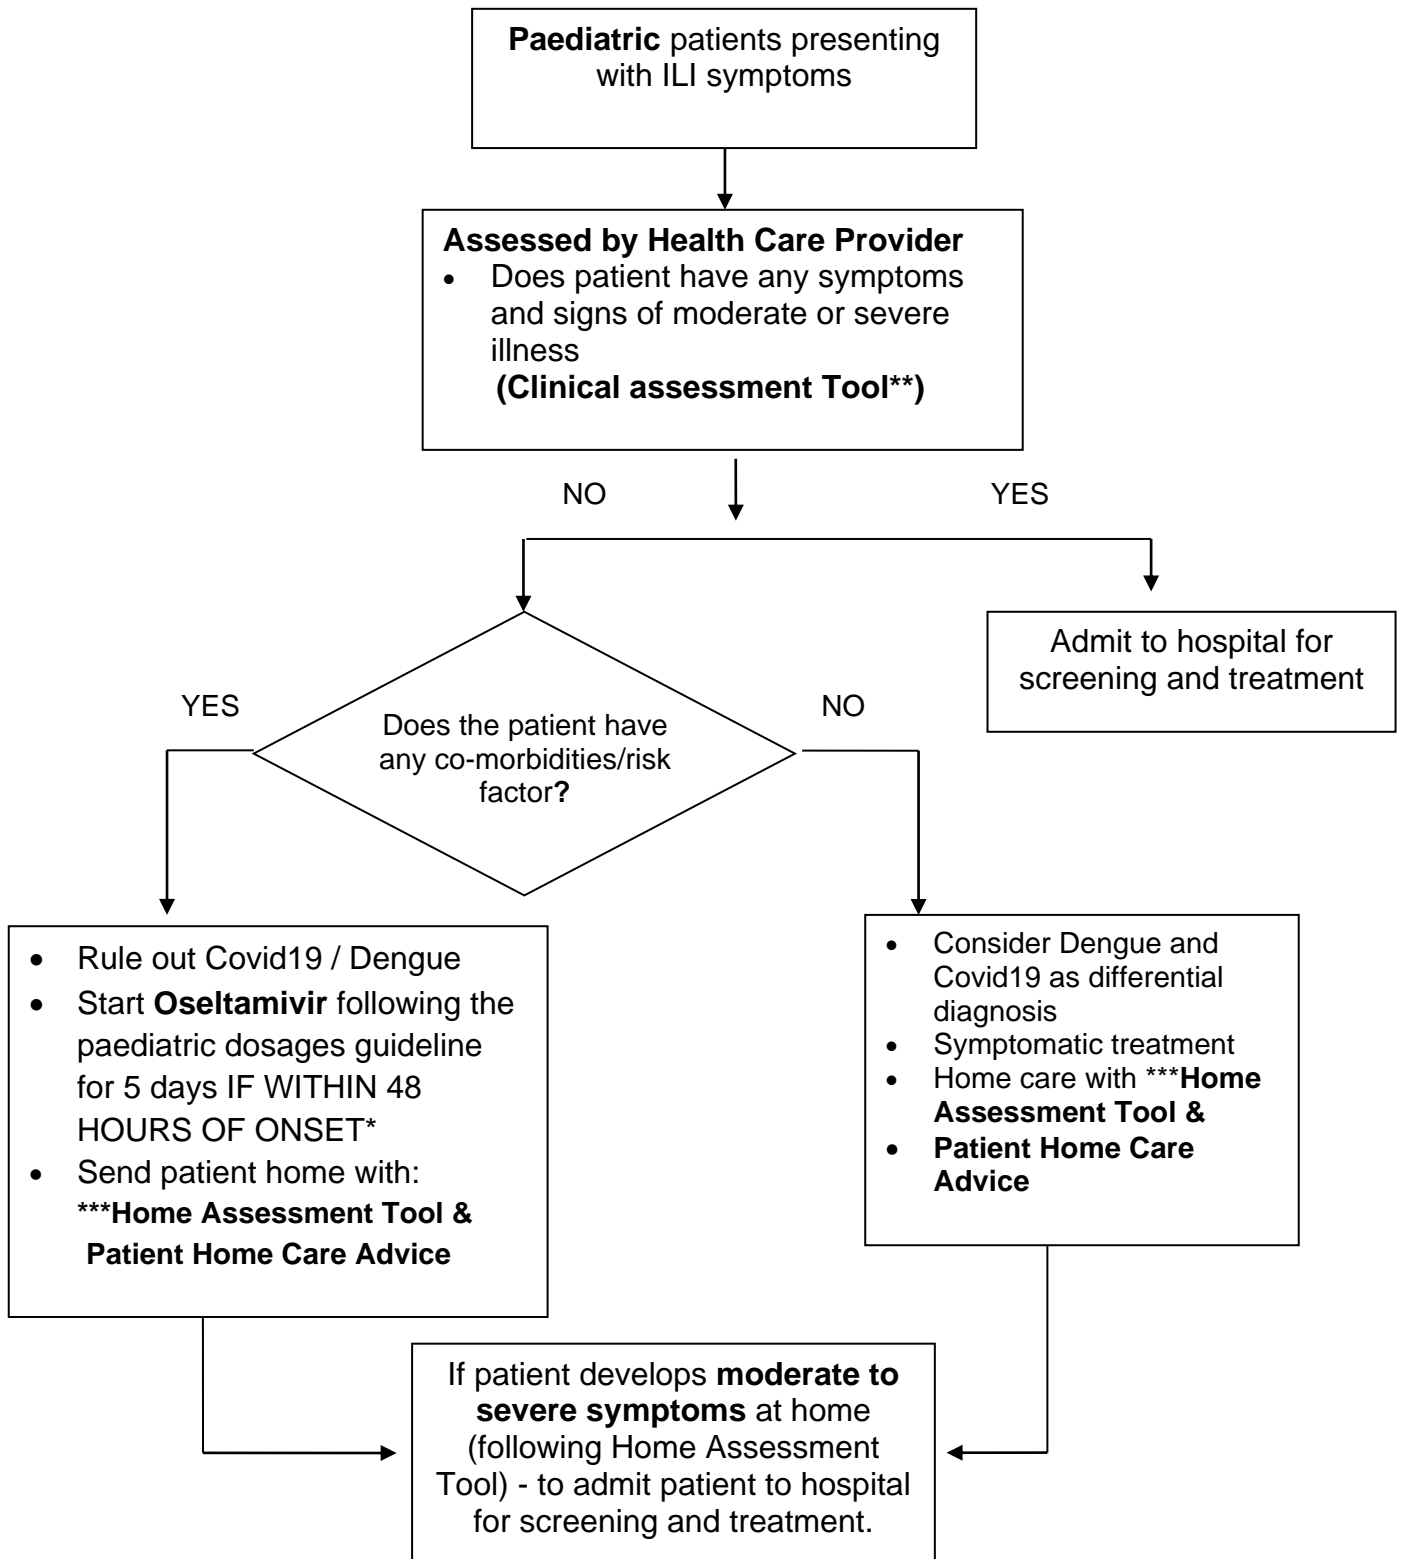 Paediatric patients presenting
with ILI symptoms
Assessed by Health Care Provider
• Does patient have any symptoms
and signs of moderate or severe
illness
(Clinical assessment Tool**)
NO
YES
Admit to hospital for
screening and treatment
YES
NO
Does the patient have
any co-morbidities/risk
factor?
• Rule out Covid19 / Dengue
• Start Oseltamivir following the
paediatric dosages guideline
for 5 days IF WITHIN 48
HOURS OF ONSET*
• Send patient home with:
***Home Assessment Tool &
Patient Home Care Advice
• Consider Dengue and
Covid19 as differential
diagnosis
• Symptomatic treatment
• Home care with ***Home
Assessment Tool &
• Patient Home Care
Advice
If patient develops moderate to
severe symptoms at home
(following Home Assessment
Tool) - to admit patient to hospital
for screening and treatment.